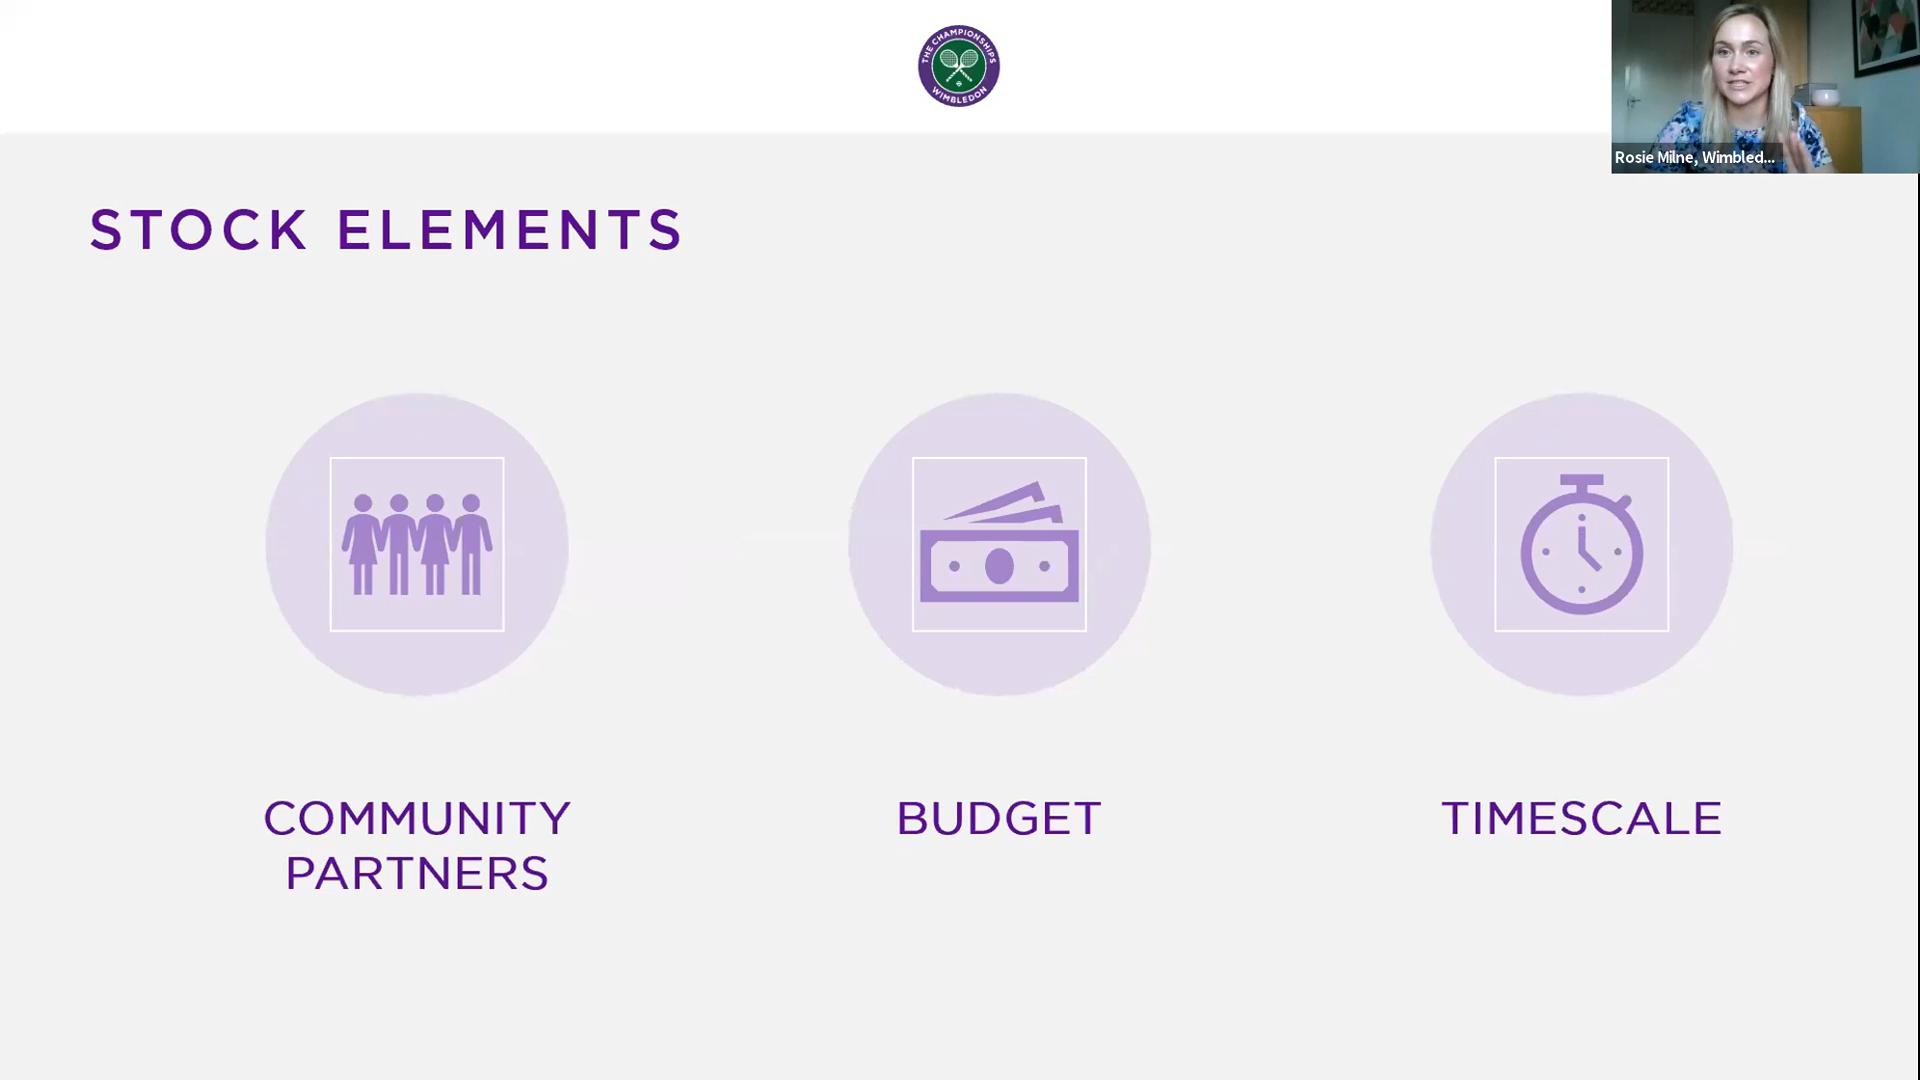 THE CHAMPIONSHIPS
WIMBLEDON
Rosie Milne, Wimbled...
STOCK ELEMENTS
COMMUNITY
PARTNERS
BUDGET
TIMESCALE